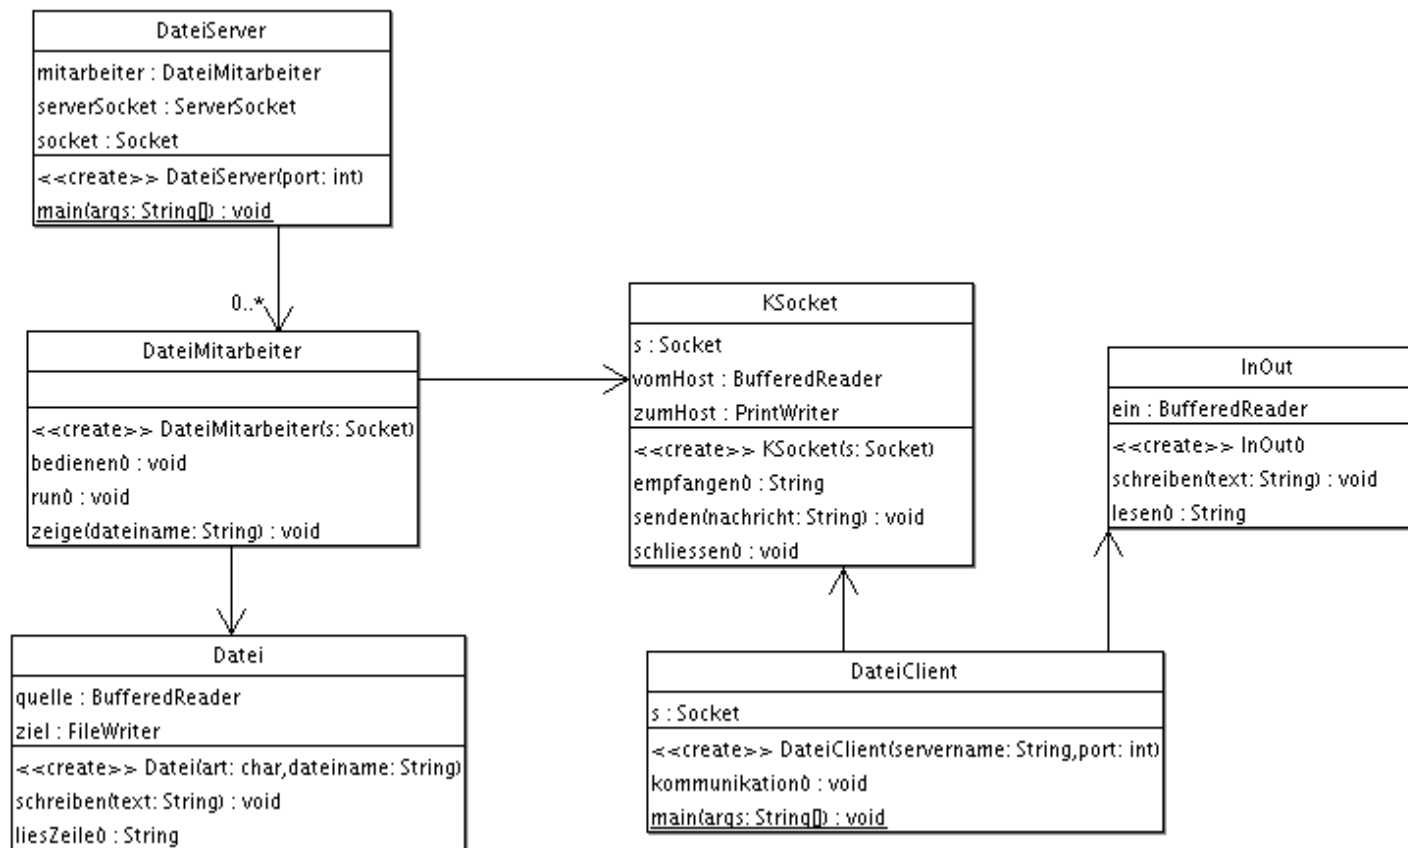 DateiServer
mitarbeiter : DateiMitarbeiter
serverSocket : ServerSocket
socket : Socket
<<create>> DateiServer(port: int)
main(args: String[]) : void
0..*
DateiMitarbeiter
<<create>> DateiMitarbeiter(s: Socket)
bedienen() : void
run() : void
zeige(dateiname: String) : void
KSocket
s : Socket
vomHost : BufferedReader
zumHost : PrintWriter
<<create>> KSocket(s: Socket)
empfangen() : String
senden(nachricht: String) : void
schliessen() : void
InOut
ein : BufferedReader
<<create>> InOut()
schreiben(text: String) : void
lesen() : String
Datei
quelle : BufferedReader
ziel : FileWriter
<<create>> Datei(art: char,dateiname: String)
schreiben(text: String) : void
liesZeile() : String
DateiClient
s : Socket
<<create>> DateiClient(servername: String,port: int)
kommunikation() : void
main(args: String[]) : void